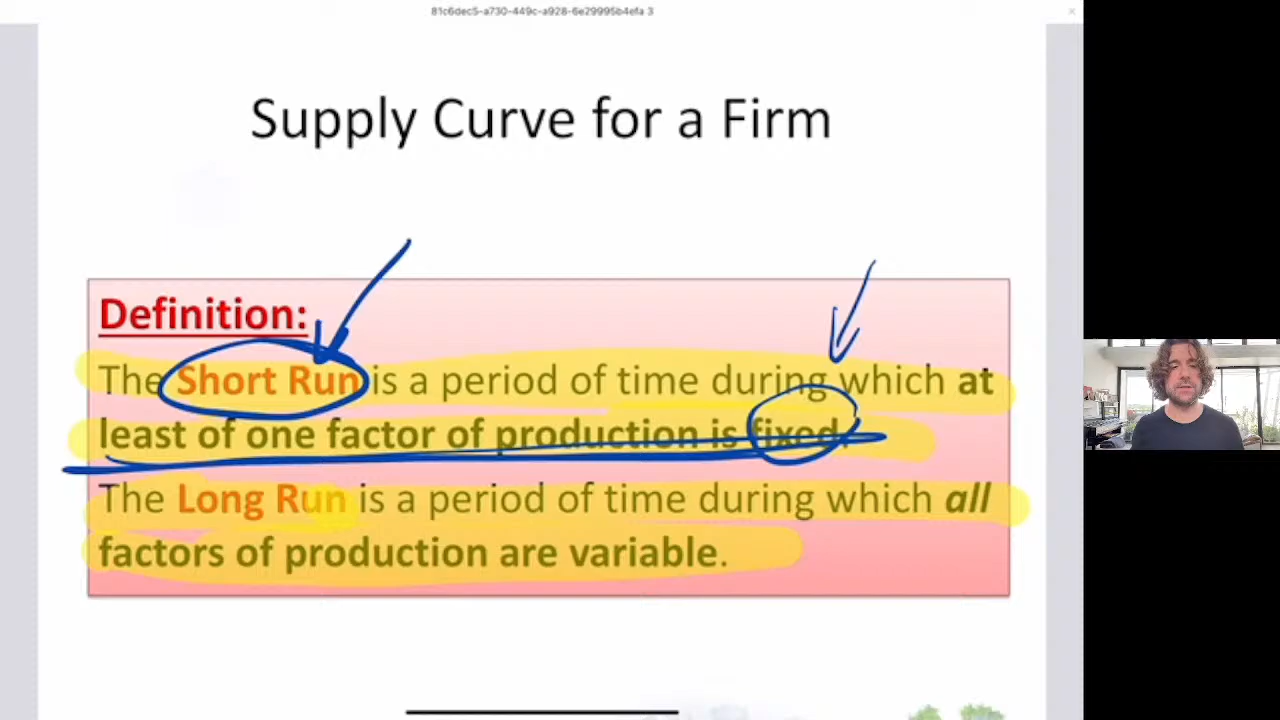 81c6dec5-a730-449c-a928-6e29995b4efa 3
Supply Curve for a Firm
Definition:
The Short Run is a period of time during which at
least of one factor of production is fixed.
The Long Run is a period of time during which all
factors of production are variable.